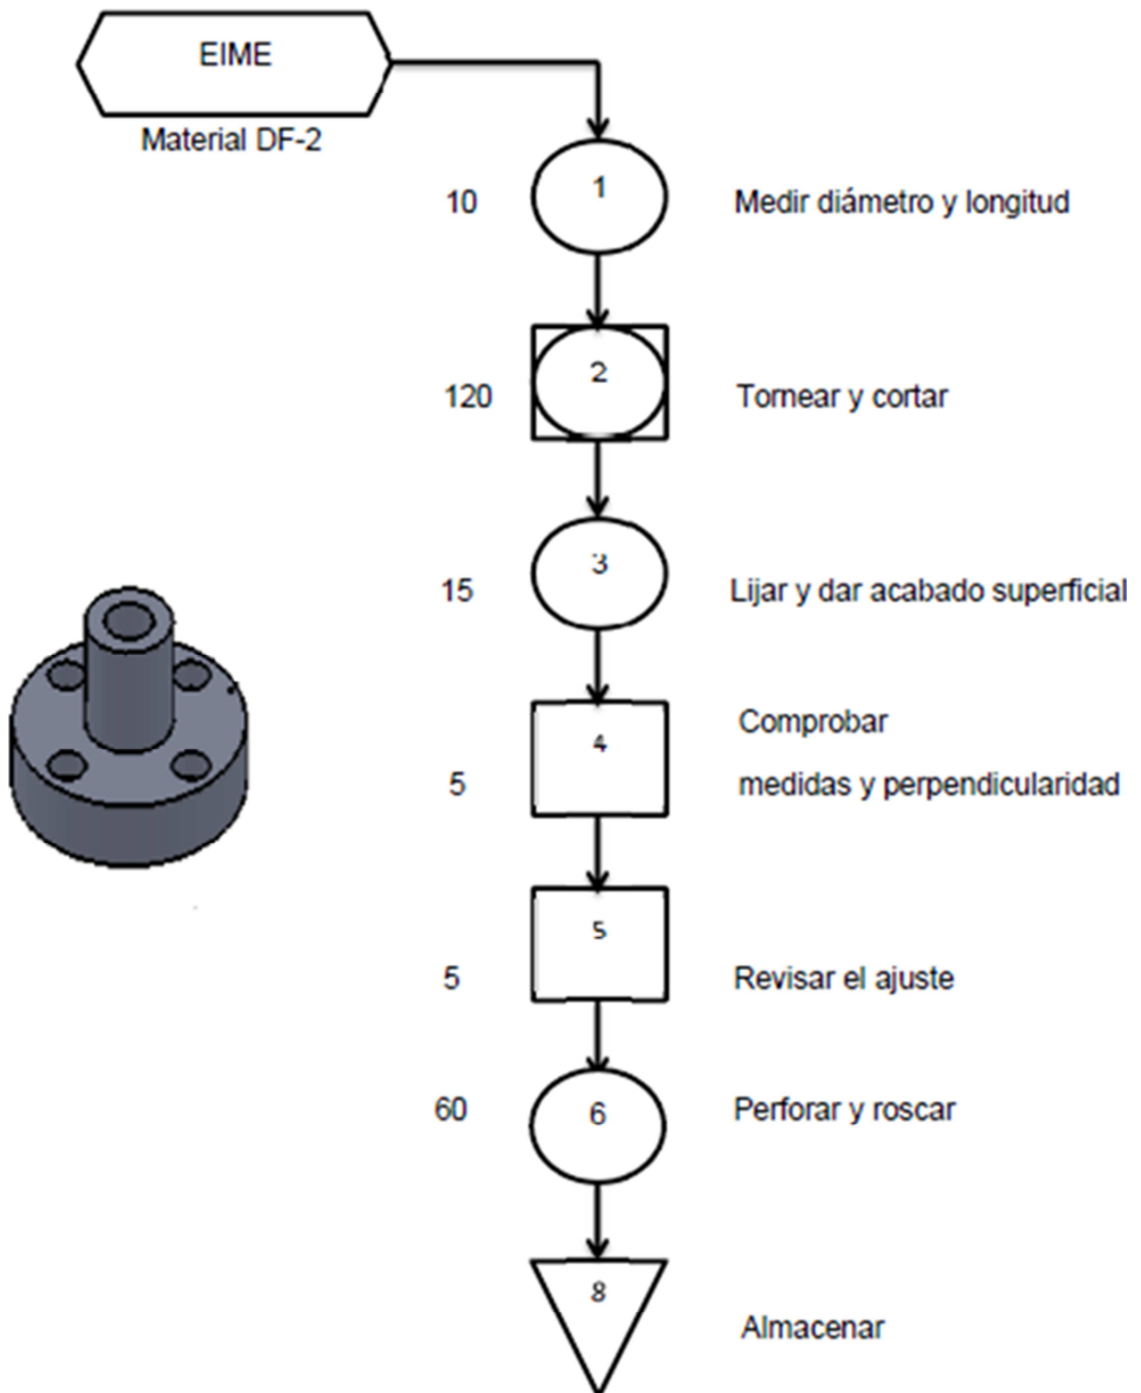 EIME
Material DF-2
1
10
Medir diámetro y longitud
2
120
Tornear y cortar
3
15
Lijar y dar acabado superficial
4
Comprobar
5
medidas y perpendicularidad
5
5
Revisar el ajuste
6
60
Perforar y roscar
8
Almacenar